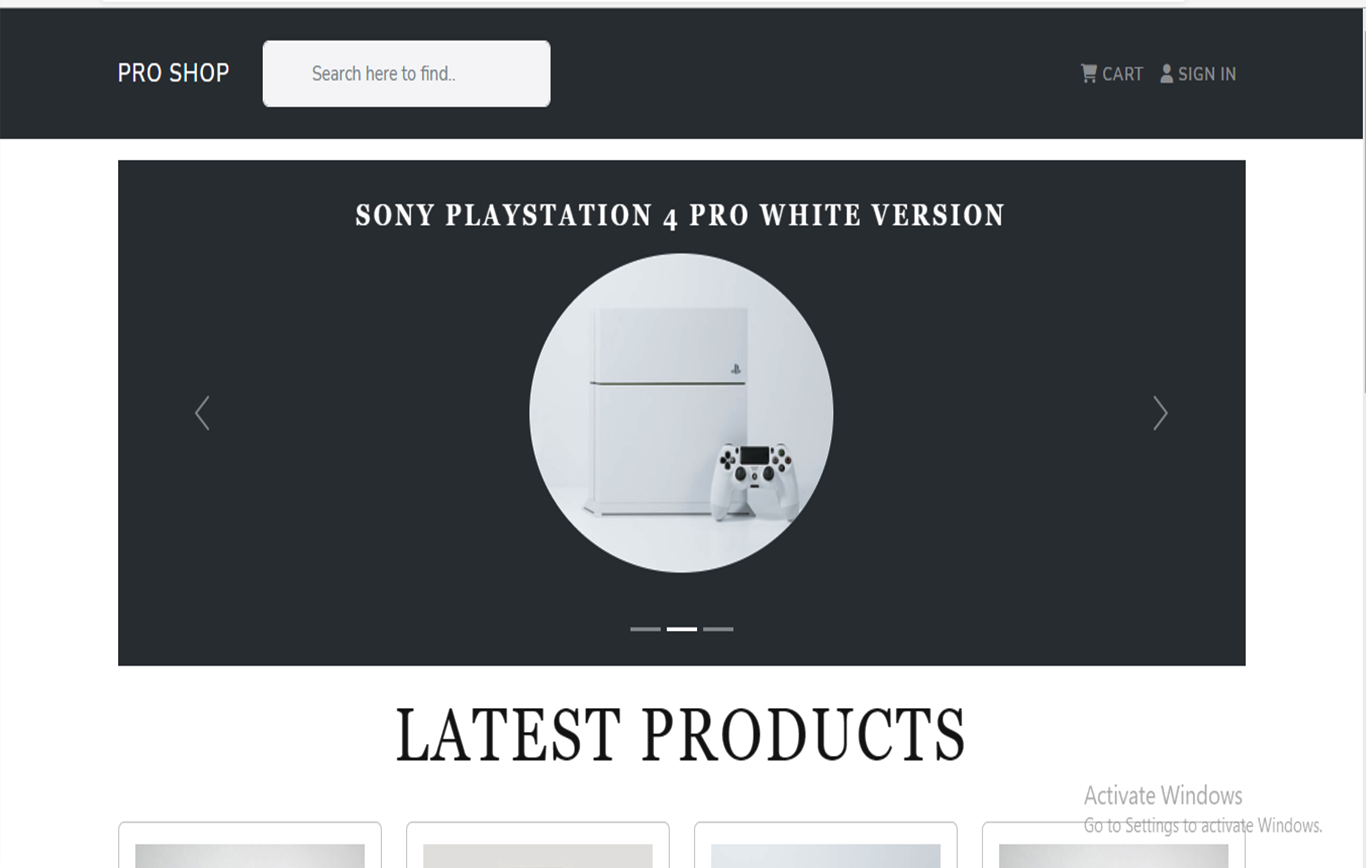 PRO SHOP
Search here to find..
CART
SIGN IN
SONY PLAYSTATION 4 PRO WHITE VERSION
LATEST PRODUCTS
Activate Windows
Go to Settings to activate Windows.